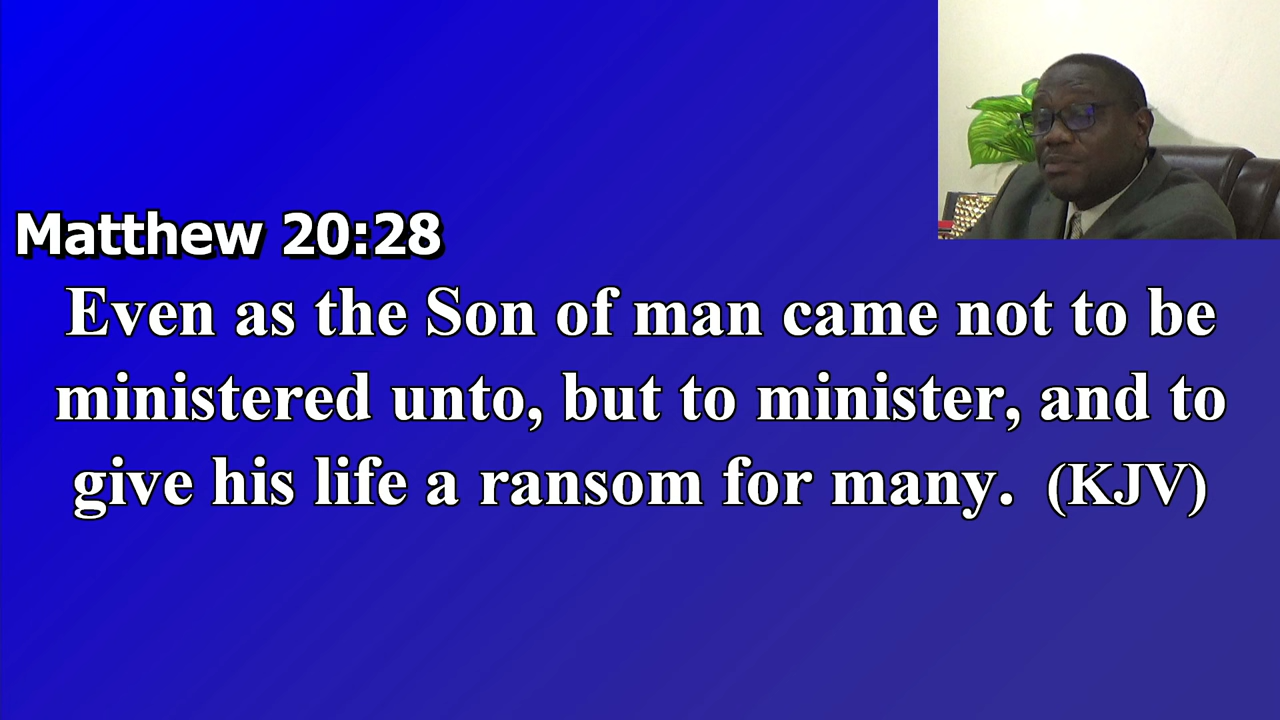 Matthew 20:28
Even as the Son of man came not to be
ministered unto, but to minister, and to
give his life a ransom for many. (KJV)